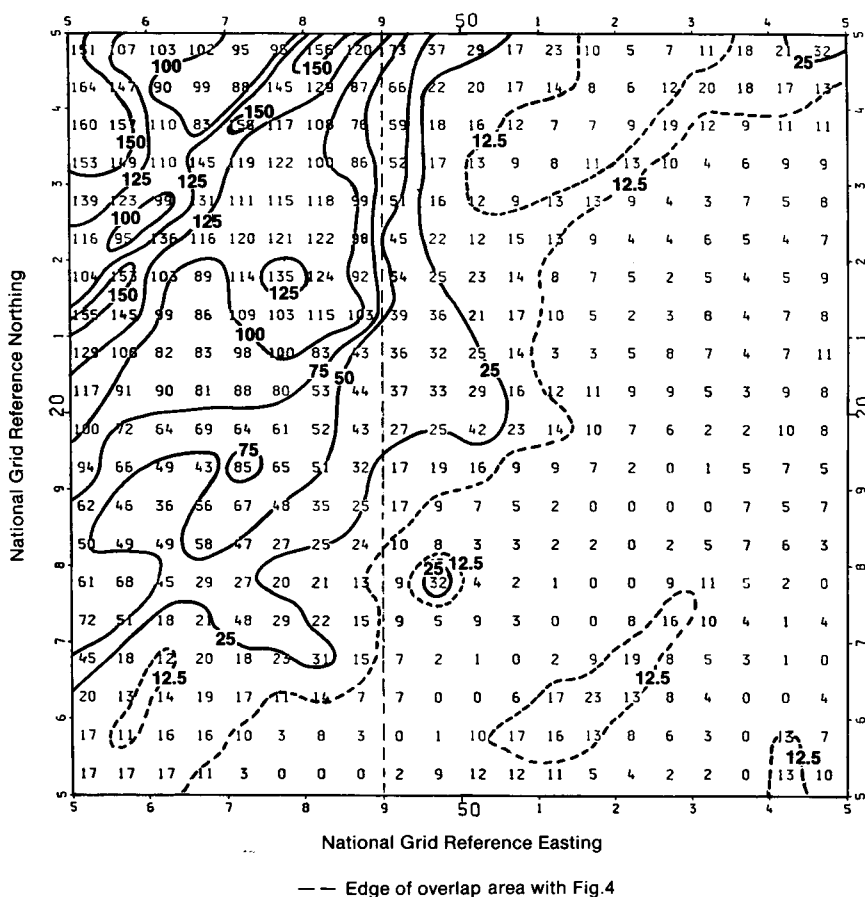 5 6 7 8 9 50 1 2 3 4 5
151 107 103 102 95 98 156 120 73 37 29 17 23 10 5 7 11 18 21 32
100 150 25
164 147 90 99 88 145 129 87 66 22 20 17 14 8 6 12 20 18 17 13
4 4
160 157 110 83 158 117 108 76 59 18 16 12 7 7 9 19 12 9 11 11
150 12.5
153 149 110 145 119 122 100 86 52 17 13 9 8 11 13 10 4 6 9 9
125 125 12.5
3 3
139 123 99 131 111 115 118 99 51 16 12 9 13 13 9 4 3 7 5 8
100 125
116 95 136 116 120 121 122 98 45 22 12 15 13 9 4 4 6 5 4 7
2 2
104 153 103 89 114 135 124 92 54 25 23 14 8 7 5 2 5 4 5 9
150 125
155 145 99 86 109 103 115 103 39 36 21 17 10 5 2 3 8 4 7 8
100
1 1
129 108 82 83 98 100 83 43 36 32 25 14 3 3 5 8 7 4 7 11
75 50 25
117 91 90 81 88 80 53 44 37 33 29 16 12 11 9 9 5 3 9 8
20 20
100 72 64 69 64 61 52 43 27 25 42 23 14 10 7 6 2 2 10 8
75
94 66 49 43 85 65 51 32 17 19 16 9 9 7 2 0 1 5 7 5
9 9
62 46 36 56 67 48 35 25 17 9 7 5 2 0 0 0 0 7 5 7
50 49 49 58 47 27 25 24 10 8 3 3 2 2 0 2 5 7 6 3
8 12.5 8
25
61 68 45 29 27 20 21 13 9 32 4 2 1 0 0 9 11 5 2 0
72 51 18 21 48 29 22 15 9 5 9 3 0 0 8 16 10 4 1 4
7 25 7
45 18 12 20 18 23 31 15 7 2 1 0 2 9 19 8 5 3 1 0
12.5 12.5
20 13 14 19 17 11 14 7 7 0 0 6 17 23 13 8 4 0 0 4
6 6
17 11 16 16 10 3 8 3 0 1 10 17 16 13 8 6 3 0 13 7
12.5
17 17 17 11 3 0 0 0 2 9 12 12 11 5 4 2 2 0 13 10
5 5
5 6 7 8 9 50 1 2 3 4 5
National Grid Reference Northing
National Grid Reference Easting
— — Edge of overlap area with Fig.4